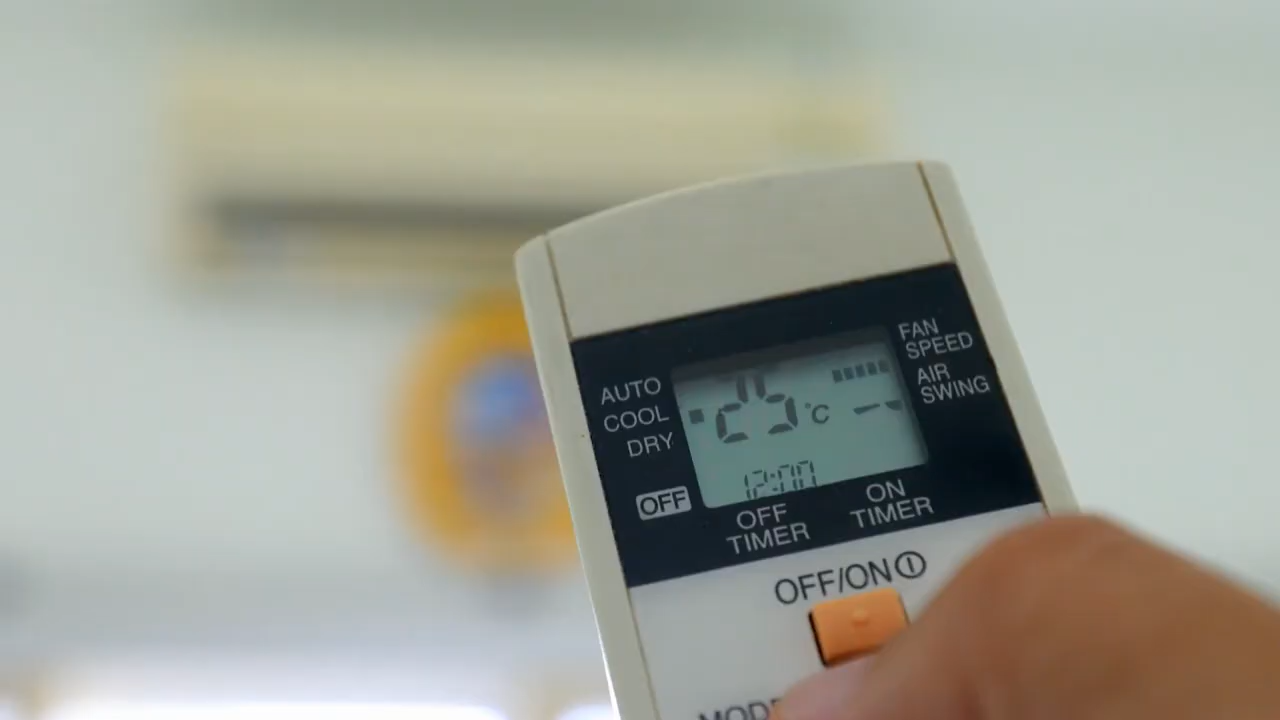 FAN
SPEED
AUTO
COOL
DRY
25°C
AIR
SWING
12:00
OFF
OFF
TIMER
ON
TIMER
OFF/ON